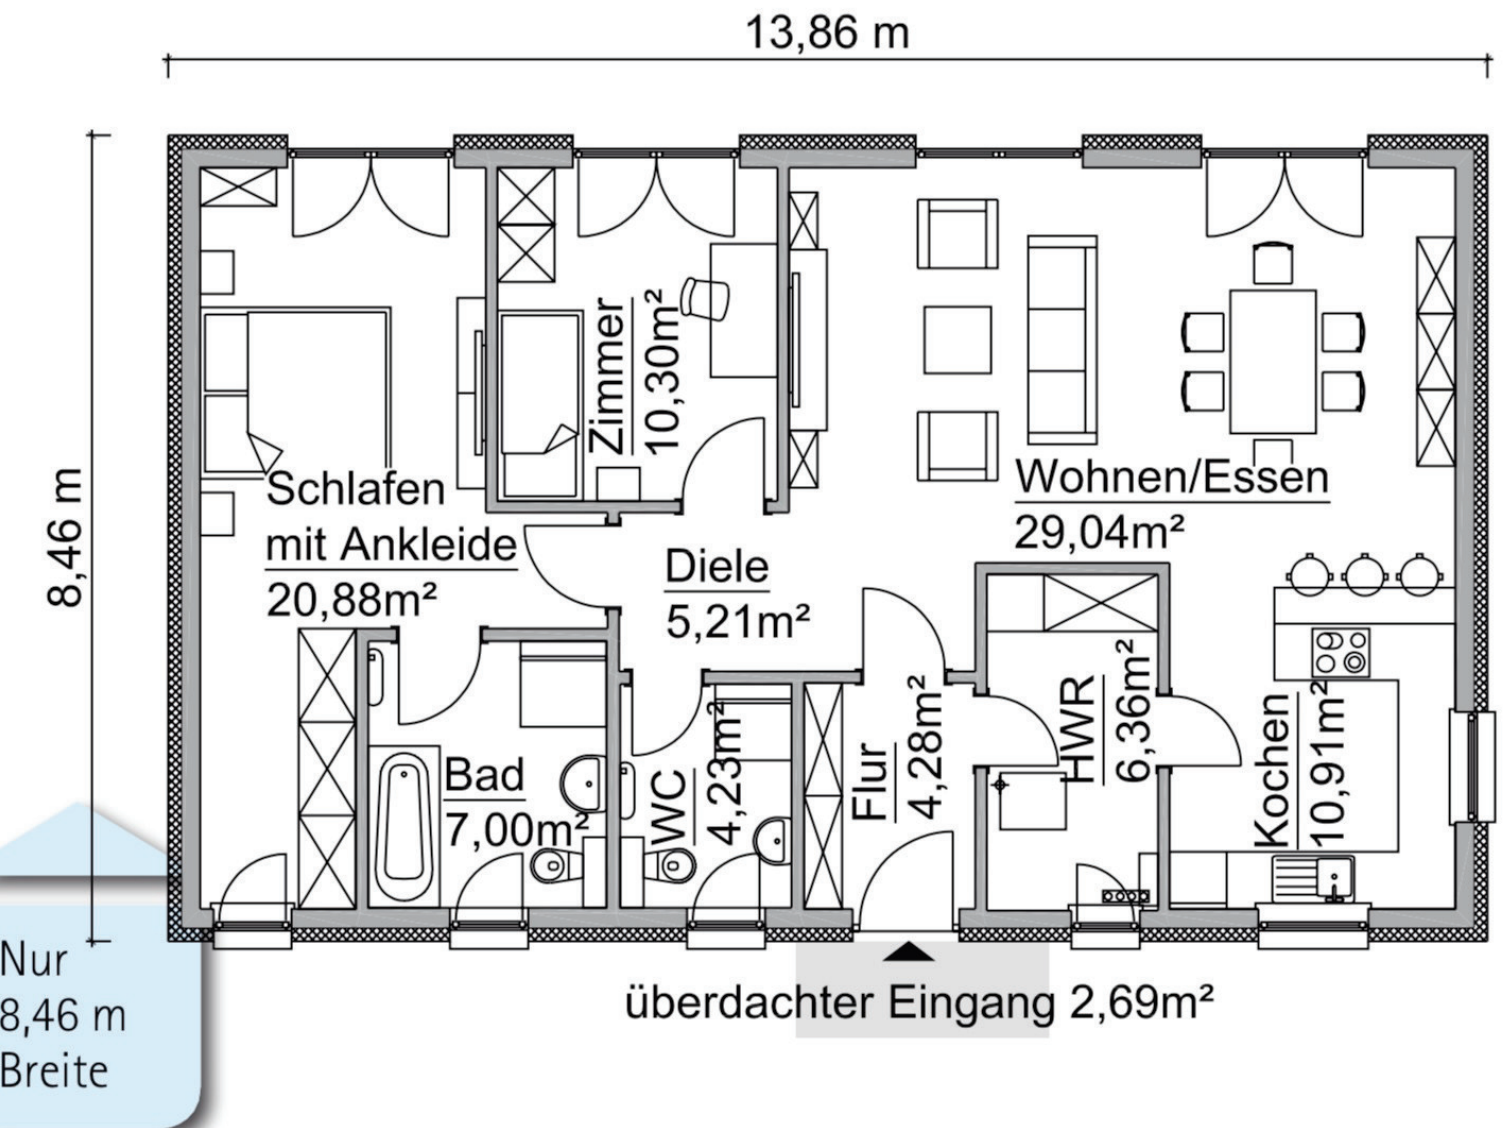 13,86 m
8,46 m
Zimmer
10,30m²
Schlafen
mit Ankleide
20,88m²
Wohnen/Essen
29,04m²
Diele
5,21m²
Bad
7,00m²
WC
4,23m²
Flur
4,28m²
HWR
6,36m²
Kochen
10,91m²
überdachter Eingang 2,69m²
Nur
8,46 m
Breite